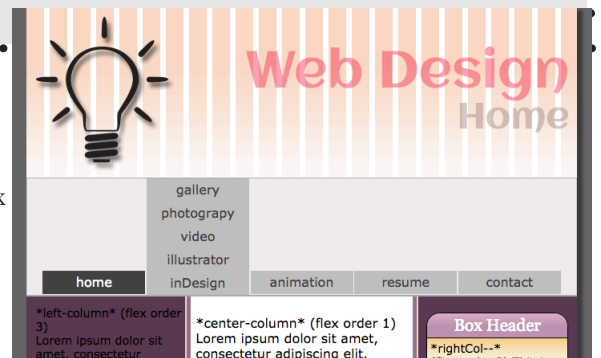 Web Design
Home
gallery
photograpy
video
illustrator
home inDesign animation resume contact
*left-column* (flex order
3)
Lorem ipsum dolor sit
amet, consectetur
*center-column* (flex order 1)
Lorem ipsum dolor sit amet,
consectetur adipiscing elit.
Box Header
*rightCol--*